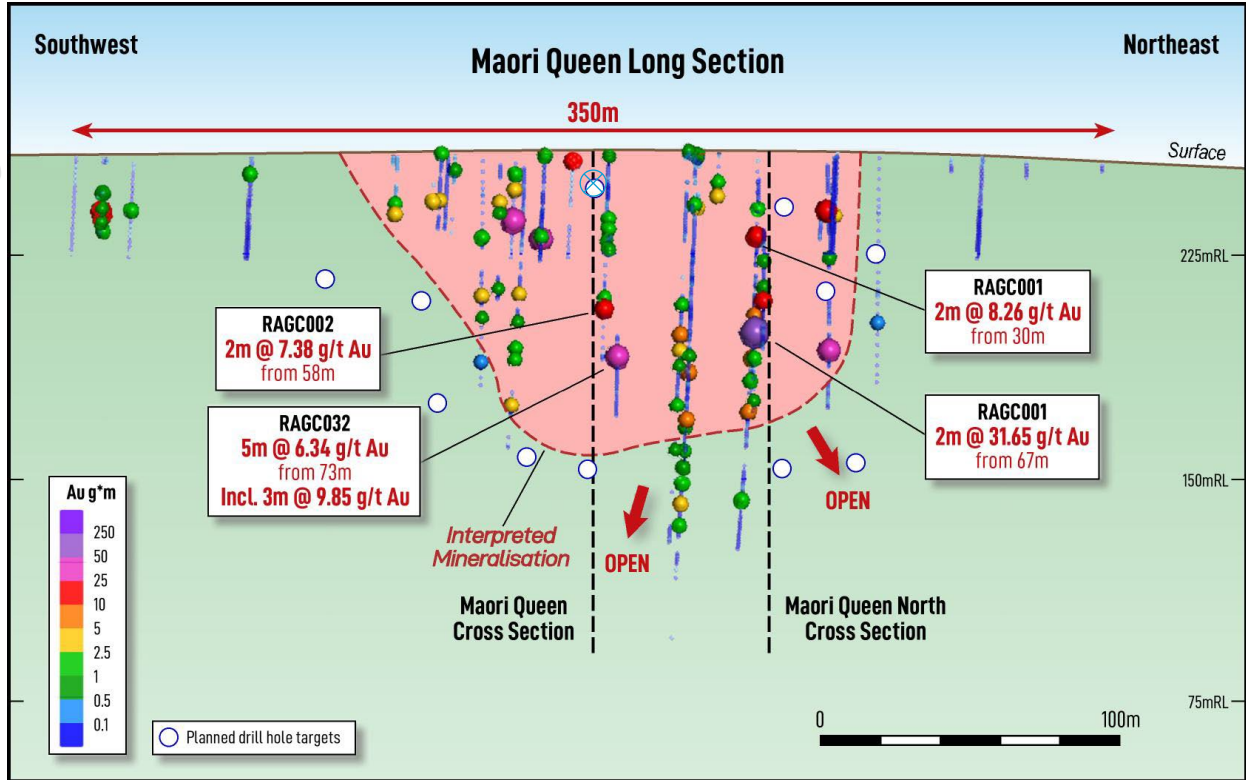 Southwest
Maori Queen Long Section
Northeast
350m
Surface
225mRL
RAGC001
2m @ 8.26 g/t Au
from 30m
RAGC002
2m @ 7.38 g/t Au
from 58m
RAGC032
5m @ 6.34 g/t Au
from 73m
Incl. 3m @ 9.85 g/t Au
RAGC001
2m @ 31.65 g/t Au
from 67m
150mRL
OPEN
OPEN
Interpreted
Mineralisation
Maori Queen
Cross Section
Maori Queen North
Cross Section
Au g*m
250
50
25
10
5
2.5
1
0.5
0.1
Planned drill hole targets
0
100m
75mRL